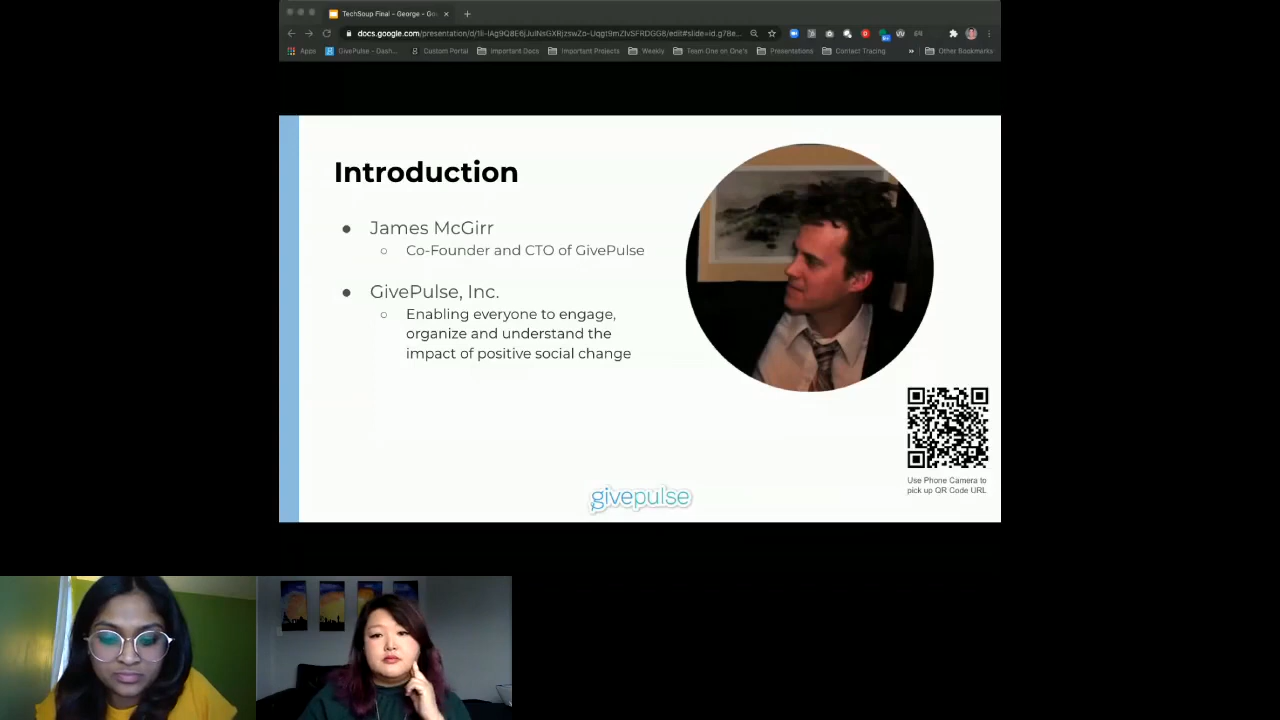 TechSoup Final - George - Go
docs.google.com/presentation/d/
Apps
GivePulse - Dash...
Custom Portal
Important Docs
Important Projects
Weekly
Team One on One's
Presentations
Contact Tracing
»
Other Bookmarks
Introduction
● James McGirr
○ Co-Founder and CTO of GivePulse
● GivePulse, Inc.
○ Enabling everyone to engage,
organize and understand the
impact of positive social change
Use Phone Camera to
pick up QR Code URL
givepulse